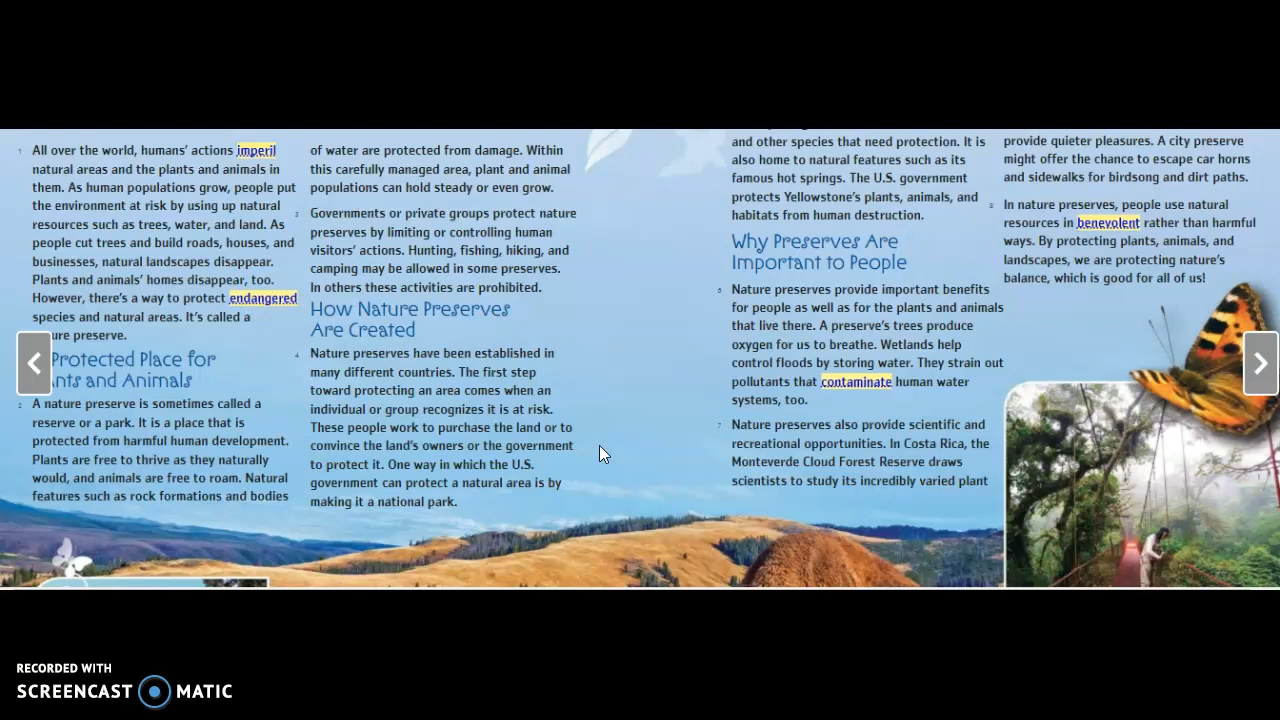 1 All over the world, humans' actions imperil
natural areas and the plants and animals in
them. As human populations grow, people put
the environment at risk by using up natural
resources such as trees, water, and land. As
people cut trees and build roads, houses, and
businesses, natural landscapes disappear.
Plants and animals' homes disappear, too.
However, there's a way to protect endangered
species and natural areas. It's called a
ure preserve.
Protected Place for
nts and Animals
2 A nature preserve is sometimes called a
reserve or a park. It is a place that is
protected from harmful human development.
Plants are free to thrive as they naturally
would, and animals are free to roam. Natural
features such as rock formations and bodies
of water are protected from damage. Within
this carefully managed area, plant and animal
populations can hold steady or even grow.
3 Governments or private groups protect nature
preserves by limiting or controlling human
visitors' actions. Hunting, fishing, hiking, and
camping may be allowed in some preserves.
In others these activities are prohibited.
How Nature Preserves
Are Created
4 Nature preserves have been established in
many different countries. The first step
toward protecting an area comes when an
individual or group recognizes it is at risk.
These people work to purchase the land or to
convince the land's owners or the government
to protect it. One way in which the U.S.
government can protect a natural area is by
making it a national park.
and other species that need protection. It is
also home to natural features such as its
famous hot springs. The U.S. government
protects Yellowstone's plants, animals, and
habitats from human destruction.
Why Preserves Are
Important to People
6 Nature preserves provide important benefits
for people as well as for the plants and animals
that live there. A preserve's trees produce
oxygen for us to breathe. Wetlands help
control floods by storing water. They strain out
pollutants that contaminate human water
systems, too.
7 Nature preserves also provide scientific and
recreational opportunities. In Costa Rica, the
Monteverde Cloud Forest Reserve draws
scientists to study its incredibly varied plant
provide quieter pleasures. A city preserve
might offer the chance to escape car horns
and sidewalks for birdsong and dirt paths.
8 In nature preserves, people use natural
resources in benevolent rather than harmful
ways. By protecting plants, animals, and
landscapes, we are protecting nature's
balance, which is good for all of us!
RECORDED WITH
SCREENCAST MATIC